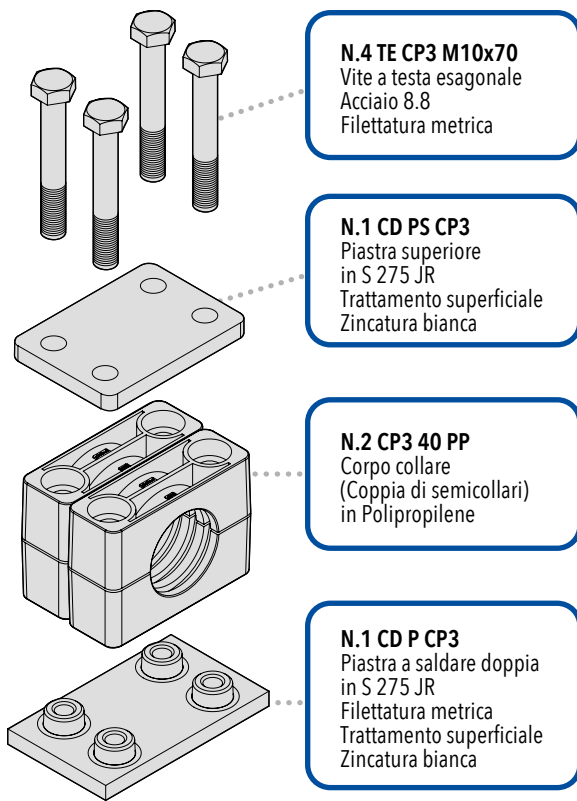 N.4 TE CP3 M10x70
Vite a testa esagonale
Acciaio 8.8
Filettatura metrica
N.1 CD PS CP3
Piastra superiore
in S 275 JR
Trattamento superficiale
Zincatura bianca
N.2 CP3 40 PP
Corpo collare
(Coppia di semicollari)
in Polipropilene
N.1 CD P CP3
Piastra a saldare doppia
in S 275 JR
Filettatura metrica
Trattamento superficiale
Zincatura bianca